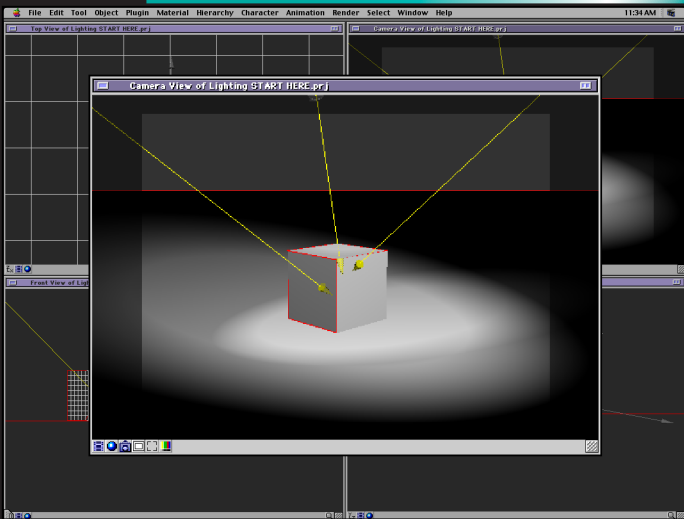 File Edit Tool Object Plugin Material Hierarchy Character Animation Render Select Window Help 11:34 AM
Top View of Lighting START HERE.prj
Camera View of Lighting START HERE.prj
Camera View of Lighting START HERE.prj
Front View of Ligh